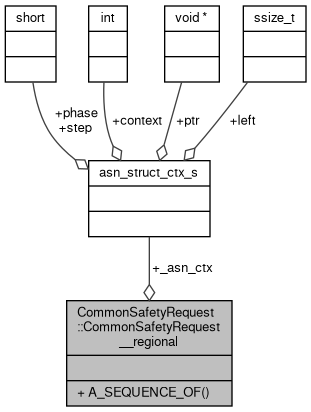 short
int
void *
ssize_t
+phase
+step
+context
+ptr
+left
asn_struct_ctx_s
+_asn_ctx
CommonSafetyRequest
::CommonSafetyRequest
__regional
+ A_SEQUENCE_OF()